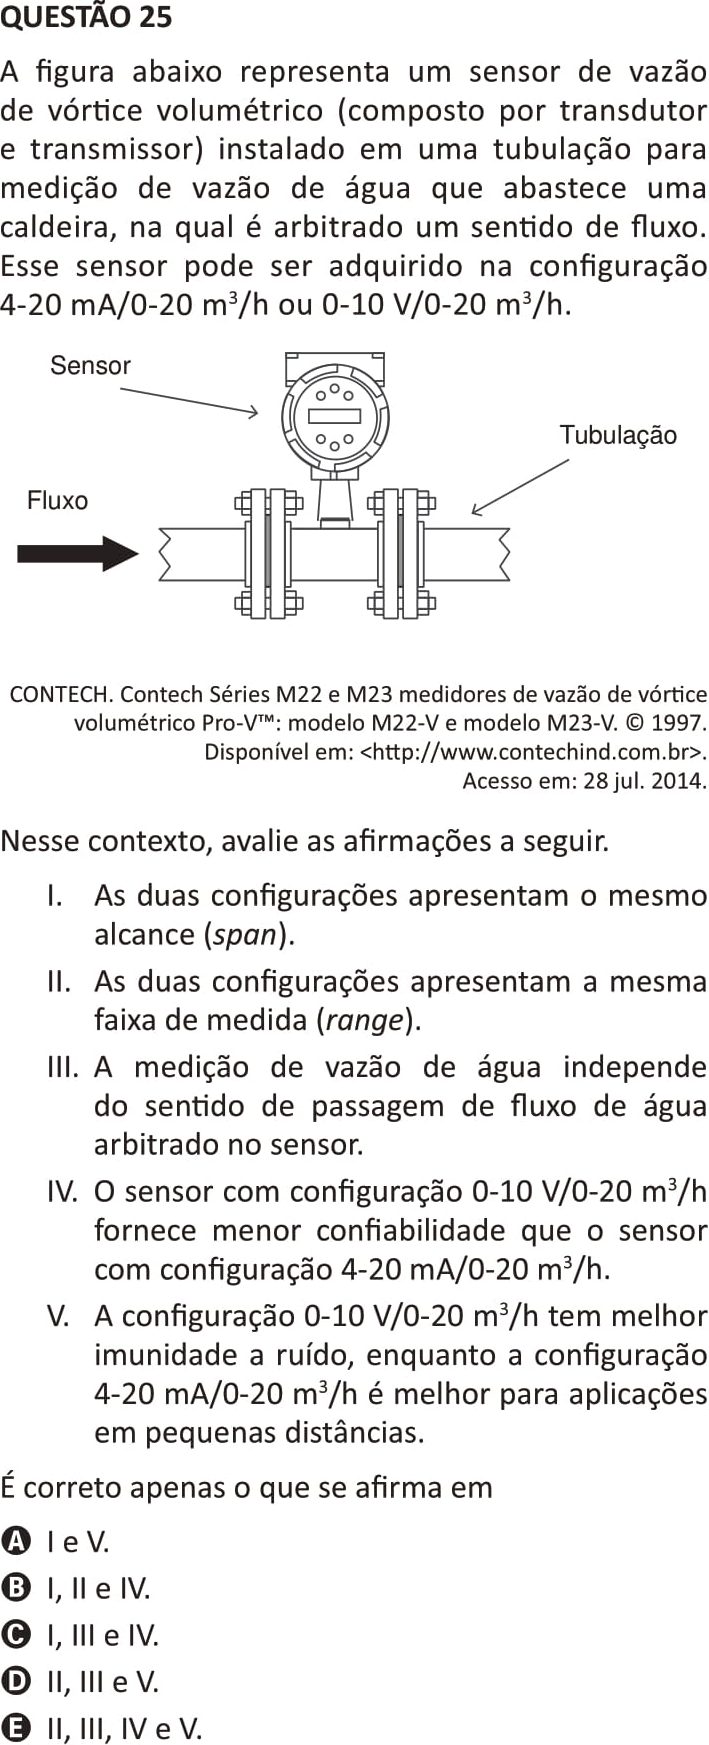 QUESTÃO 25
A figura abaixo representa um sensor de vazão
de vórtice volumétrico (composto por transdutor
e transmissor) instalado em uma tubulação para
medição de vazão de água que abastece uma
caldeira, na qual é arbitrado um sentido de fluxo.
Esse sensor pode ser adquirido na configuração
4-20 mA/0-20 m³/h ou 0-10 V/0-20 m³/h.
Sensor
Tubulação
Fluxo
CONTECH. Contech Séries M22 e M23 medidores de vazão de vórtice
volumétrico Pro-V™: modelo M22-V e modelo M23-V. © 1997.
Disponível em: <http://www.contechind.com.br>.
Acesso em: 28 jul. 2014.
Nesse contexto, avalie as afirmações a seguir.
I. As duas configurações apresentam o mesmo
alcance (span).
II. As duas configurações apresentam a mesma
faixa de medida (range).
III. A medição de vazão de água independe
do sentido de passagem de fluxo de água
arbitrado no sensor.
IV. O sensor com configuração 0-10 V/0-20 m³/h
fornece menor confiabilidade que o sensor
com configuração 4-20 mA/0-20 m³/h.
V. A configuração 0-10 V/0-20 m³/h tem melhor
imunidade a ruído, enquanto a configuração
4-20 mA/0-20 m³/h é melhor para aplicações
em pequenas distâncias.
É correto apenas o que se afirma em
A I e V.
B I, II e IV.
C I, III e IV.
D II, III e V.
E II, III, IV e V.